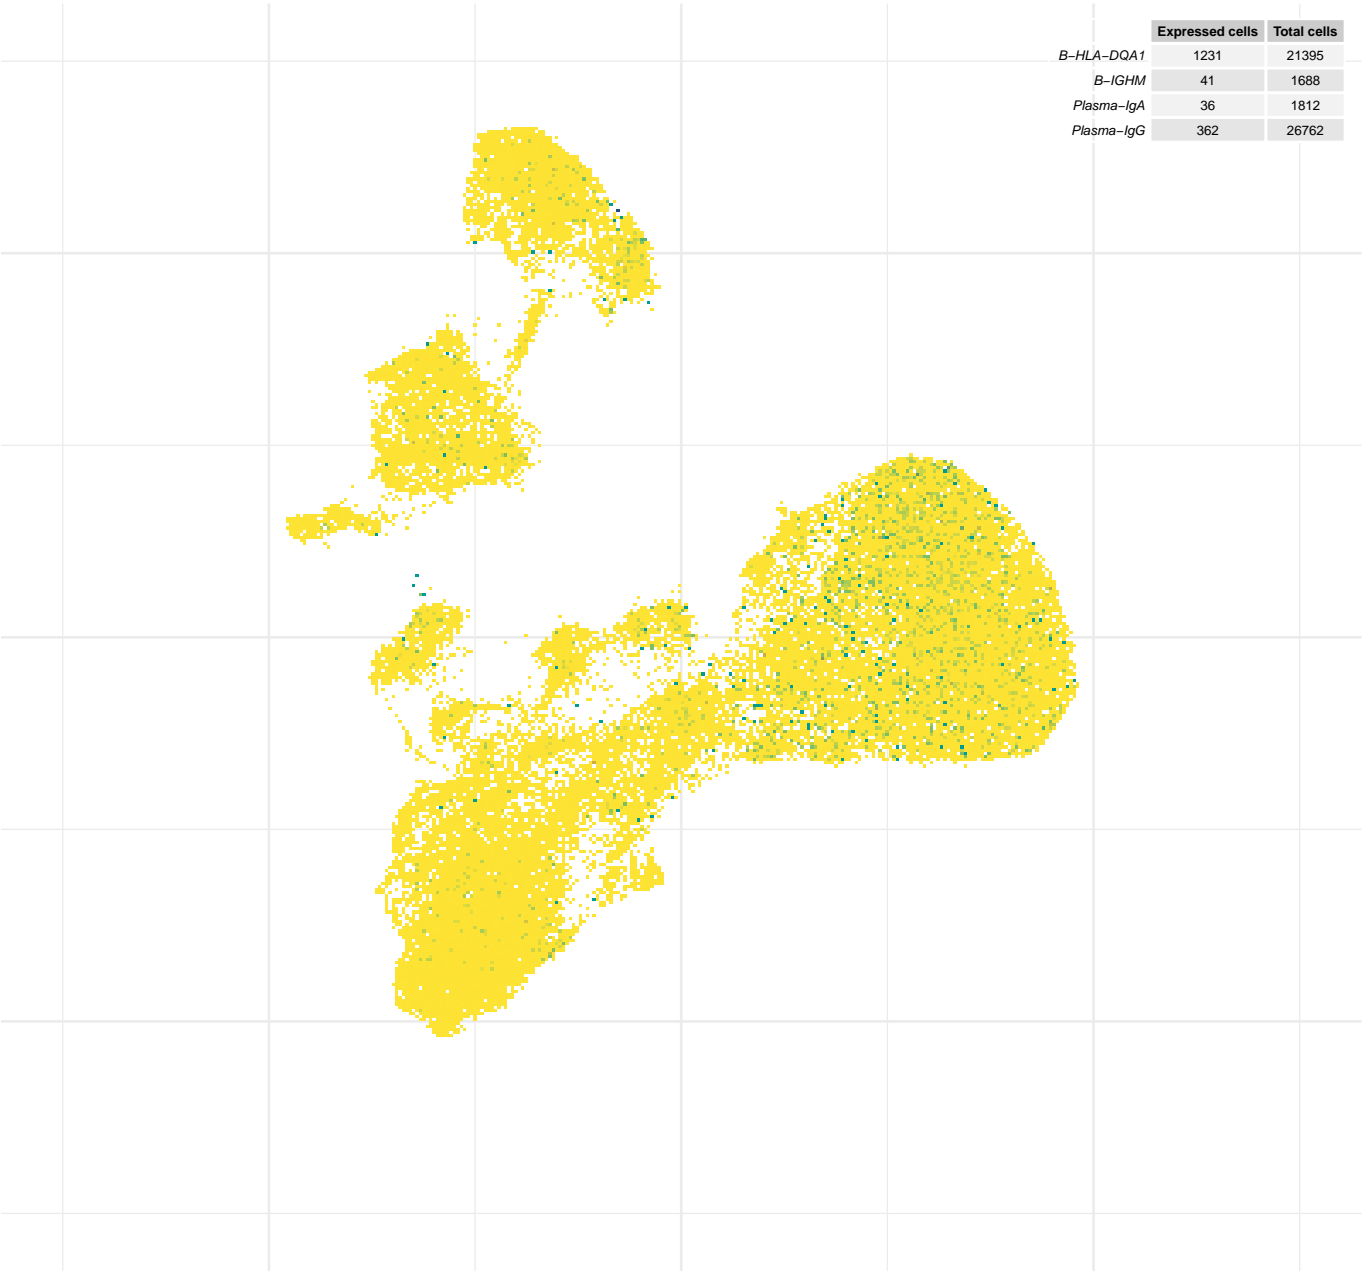 Expressed cells Total cells
B−HLA−DQA1 1231 21395
B−IGHM 41 1688
Plasma−IgA 36 1812
Plasma−IgG 362 26762